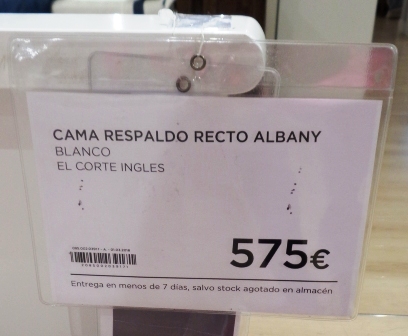 CAMA RESPALDO RECTO ALBANY
BLANCO
EL CORTE INGLES
575€
Entrega en menos de 7 días, salvo stock agotado en almacén